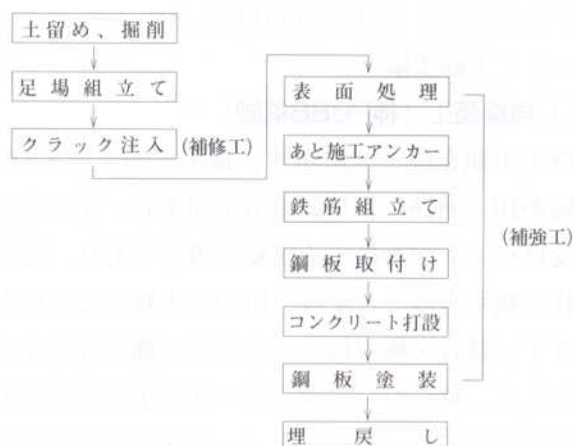 土留め、掘削
足場組立て
クラック注入 (補修工)
表面処理
あと施工アンカー
鉄筋組立て
(補強工)
鋼板取付け
コンクリート打設
鋼板塗装
埋戻し